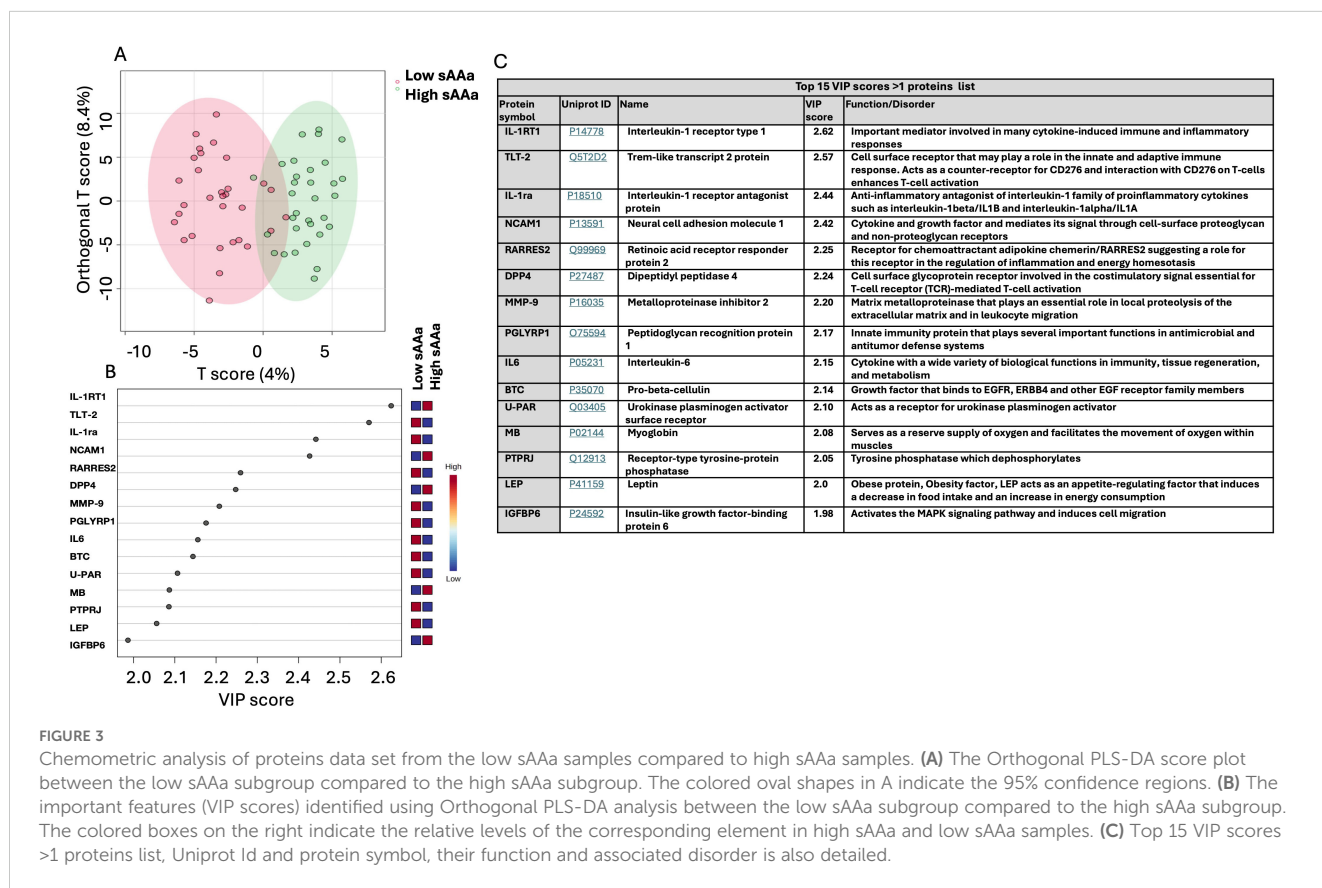 A
Low sAAa
High sAAa
Orthogonal T score (8.4%)
10
5
0
-5
-10
-10
-5
0
5
T score (4%)
B
Low sAAa
High sAAa
IL-1RT1
TLT-2
IL-1ra
NCAM1
RARRES2
DPP4
MMP-9
PGLYRP1
IL6
BTC
U-PAR
MB
PTPRJ
LEP
IGFBP6
High
Low
2.0 2.1 2.2 2.3 2.4 2.5 2.6
VIP score
C
Top 15 VIP scores >1 proteins list
Protein symbol Uniprot ID Name VIP score Function/Disorder
IL-1RT1 P14778 Interleukin-1 receptor type 1 2.62 Important mediator involved in many cytokine-induced immune and inflammatory
responses
TLT-2 Q5T2D2 Trem-like transcript 2 protein 2.57 Cell surface receptor that may play a role in the innate and adaptive immune
response. Acts as a counter-receptor for CD276 and interaction with CD276 on T-cells
enhances T-cell activation
IL-1ra P18510 Interleukin-1 receptor antagonist protein 2.44 Anti-inflammatory antagonist of interleukin-1 family of proinflammatory cytokines
such as interleukin-1beta/IL1B and interleukin-1alpha/IL1A
NCAM1 P13591 Neural cell adhesion molecule 1 2.42 Cytokine and growth factor and mediates its signal through cell-surface proteoglycan
and non-proteoglycan receptors
RARRES2 Q99969 Retinoic acid receptor responder protein 2 2.25 Receptor for chemoattractant adipokine chemerin/RARRES2 suggesting a role for
this receptor in the regulation of inflammation and energy homesotasis
DPP4 P27487 Dipeptidyl peptidase 4 2.24 Cell surface glycoprotein receptor involved in the costimulatory signal essential for
T-cell receptor (TCR)-mediated T-cell activation
MMP-9 P16035 Metalloproteinase inhibitor 2 2.20 Matrix metalloproteinase that plays an essential role in local proteolysis of the
extracellular matrix and in leukocyte migration
PGLYRP1 O75594 Peptidoglycan recognition protein 1 2.17 Innate immunity protein that plays several important functions in antimicrobial and
antitumor defense systems
IL6 P05231 Interleukin-6 2.15 Cytokine with a wide variety of biological functions in immunity, tissue regeneration,
and metabolism
BTC P35070 Pro-beta-cellulin 2.14 Growth factor that binds to EGFR, ERBB4 and other EGF receptor family members
U-PAR Q03405 Urokinase plasminogen activator surface receptor 2.10 Acts as a receptor for urokinase plasminogen activator
MB P02144 Myoglobin 2.08 Serves as a reserve supply of oxygen and facilitates the movement of oxygen within
muscles
PTPRJ Q12913 Receptor-type tyrosine-protein phosphatase 2.05 Tyrosine phosphatase which dephosphorylates
LEP P41159 Leptin 2.0 Obese protein, Obesity factor, LEP acts as an appetite-regulating factor that induces
a decrease in food intake and an increase in energy consumption
IGFBP6 P24592 Insulin-like growth factor-binding protein 6 1.98 Activates the MAPK signaling pathway and induces cell migration
FIGURE 3
Chemometric analysis of proteins data set from the low sAAa samples compared to high sAAa samples. (A) The Orthogonal PLS-DA score plot
between the low sAAa subgroup compared to the high sAAa subgroup. The colored oval shapes in A indicate the 95% confidence regions. (B) The
important features (VIP scores) identified using Orthogonal PLS-DA analysis between the low sAAa subgroup compared to the high sAAa subgroup.
The colored boxes on the right indicate the relative levels of the corresponding element in high sAAa and low sAAa samples. (C) Top 15 VIP scores
>1 proteins list, Uniprot Id and protein symbol, their function and associated disorder is also detailed.